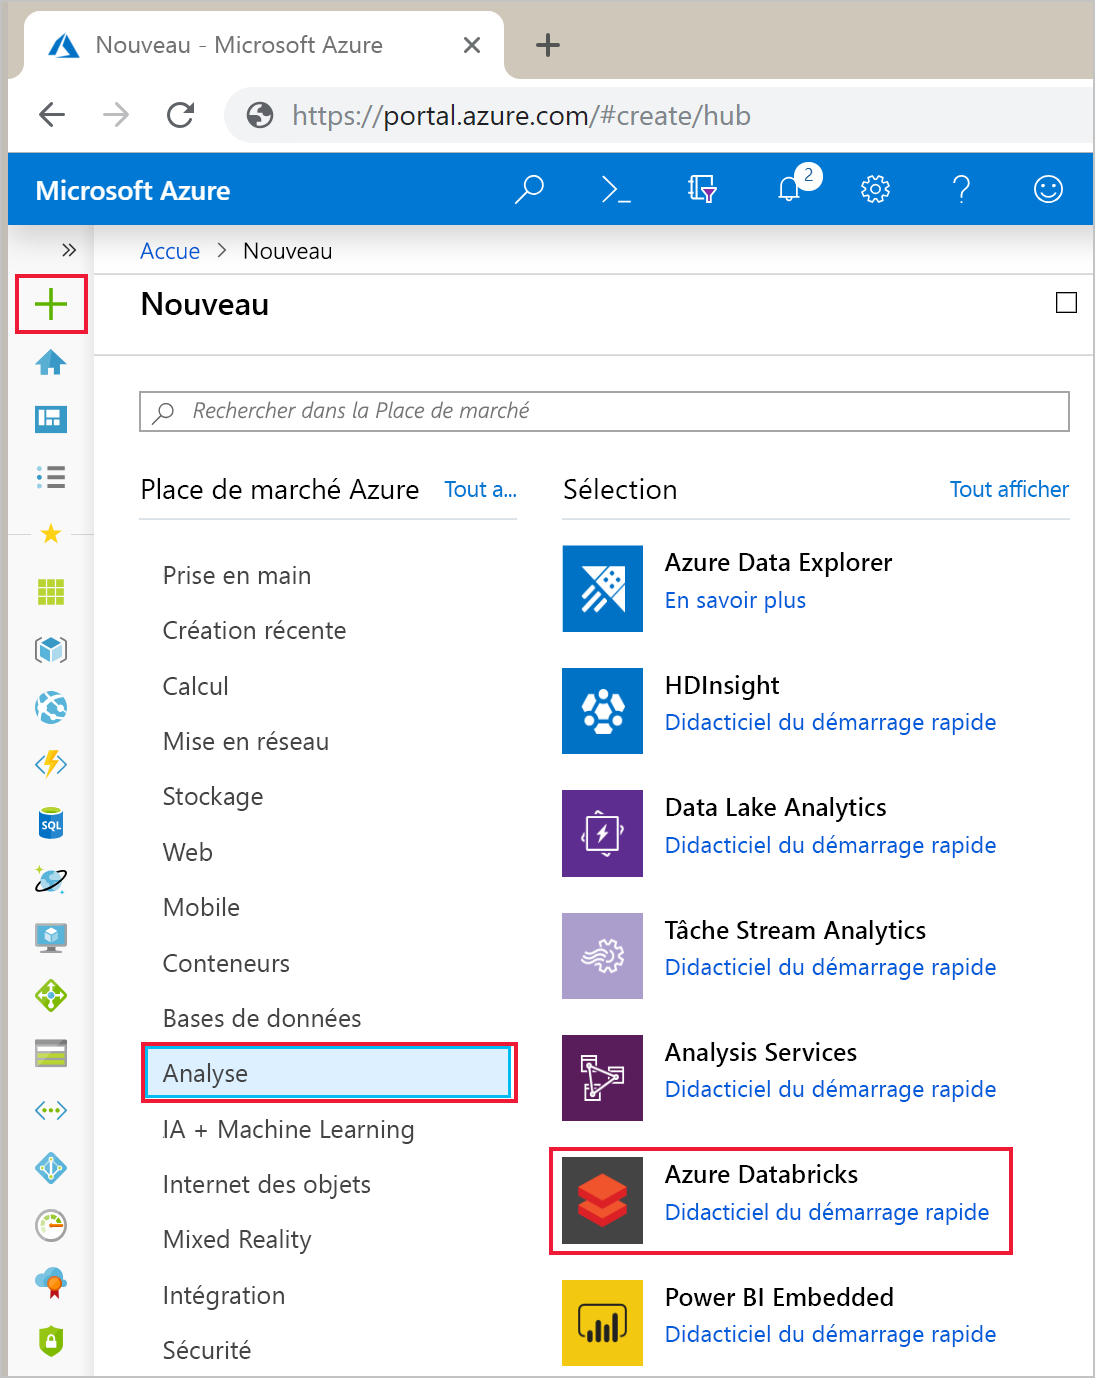 Nouveau - Microsoft Azure
https://portal.azure.com/#create/hub
Microsoft Azure
2
Accue > Nouveau
Nouveau
Rechercher dans la Place de marché
Place de marché Azure
Tout a...
Prise en main
Création récente
Calcul
Mise en réseau
Stockage
Web
Mobile
Conteneurs
Bases de données
Analyse
IA + Machine Learning
Internet des objets
Mixed Reality
Intégration
Sécurité
Sélection
Tout afficher
Azure Data Explorer
En savoir plus
HDInsight
Didacticiel du démarrage rapide
Data Lake Analytics
Didacticiel du démarrage rapide
Tâche Stream Analytics
Didacticiel du démarrage rapide
Analysis Services
Didacticiel du démarrage rapide
Azure Databricks
Didacticiel du démarrage rapide
Power BI Embedded
Didacticiel du démarrage rapide
SQL